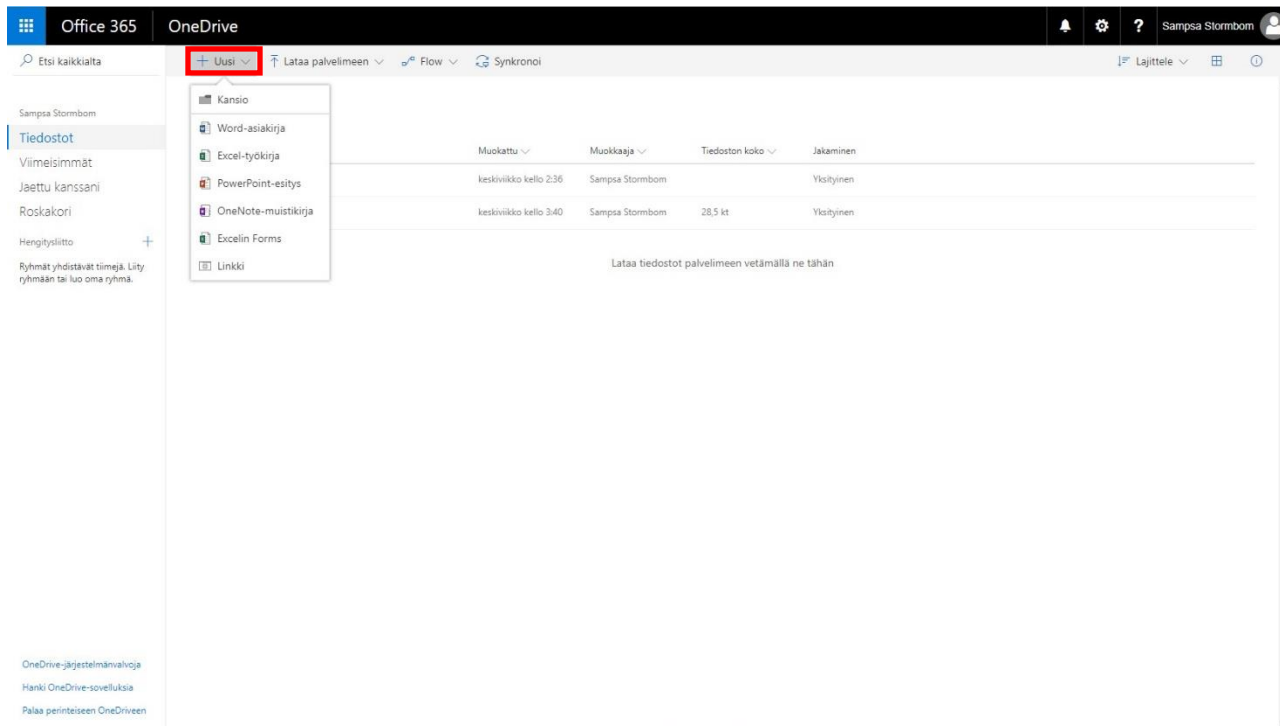 Office 365 OneDrive ? Sampsa Stormbom
Etsi kaikkialta + Uusi Lataa palvelimeen Flow Synkronoi Lajittele
Kansio
Sampsa Stormbom
Word-asiakirja
Tiedostot
Excel-työkirja Muokattu Muokkaaja Tiedoston koko Jakaminen
Viimeisimmät
PowerPoint-esitys keskiviikko kello 2:36 Sampsa Stormbom Yksityinen
Jaettu kanssani
Roskakori OneNote-muistikirja keskiviikko kello 3:40 Sampsa Stormbom 28,5 kt Yksityinen
Hengitysliitto + Excelin Forms
Ryhmät yhdistävät tiimejä. Liity Linkki Lataa tiedostot palvelimeen vetämällä ne tähän
ryhmään tai luo oma ryhmä.
OneDrive-järjestelmänvalvoja
Hanki OneDrive-sovelluksia
Palaa perinteiseen OneDriveen